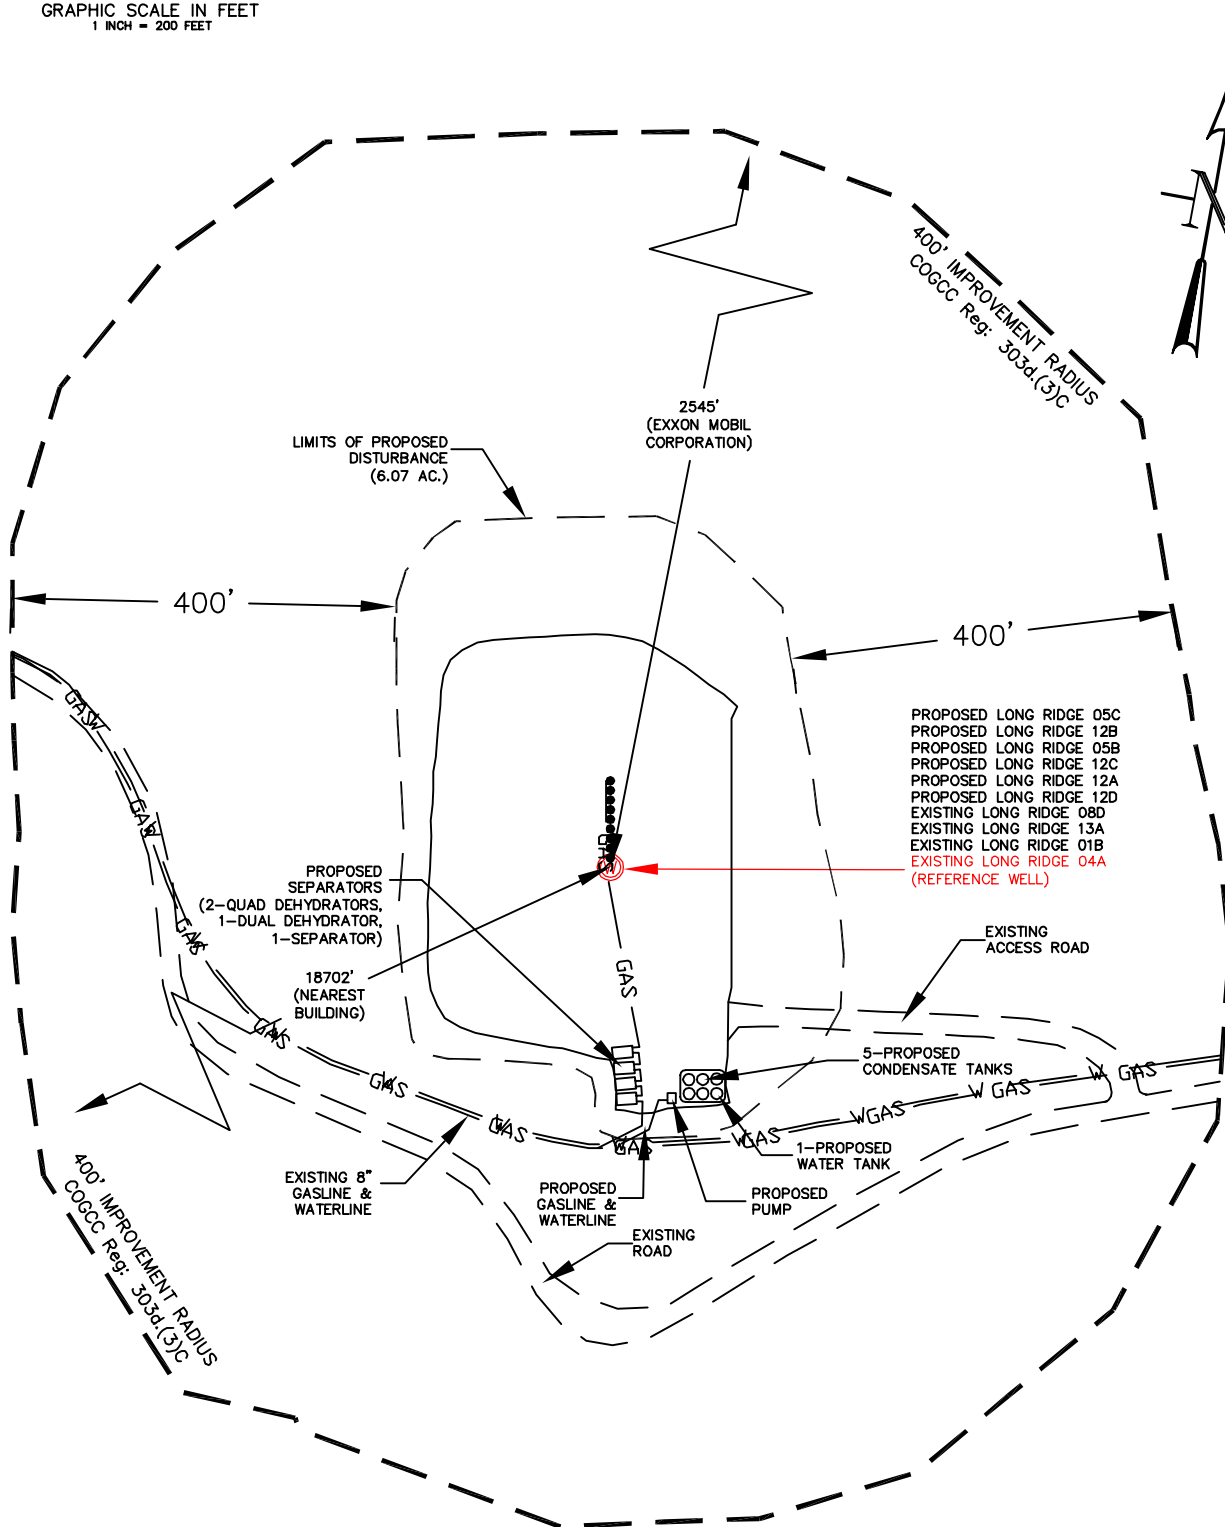 GRAPHIC SCALE IN FEET
1 INCH = 200 FEET
N
400' IMPROVEMENT RADIUS
COGCC Reg: 303d.(3)C
2545'
(EXXON MOBIL
CORPORATION)
LIMITS OF PROPOSED
DISTURBANCE
(6.07 AC.)
400'
400'
PROPOSED LONG RIDGE 05C
PROPOSED LONG RIDGE 12B
PROPOSED LONG RIDGE 05B
PROPOSED LONG RIDGE 12C
PROPOSED LONG RIDGE 12A
PROPOSED LONG RIDGE 12D
EXISTING LONG RIDGE 08D
EXISTING LONG RIDGE 13A
EXISTING LONG RIDGE 01B
EXISTING LONG RIDGE 04A
(REFERENCE WELL)
GAS W
GAS W
GAS W
GAS W
GAS W
GAS W
GAS W
GAS W
W GAS
W GAS
W GAS
GAS
PROPOSED
SEPARATORS
(2-QUAD DEHYDRATORS,
1-DUAL DEHYDRATOR,
1-SEPARATOR)
18702'
(NEAREST
BUILDING)
EXISTING
ACCESS ROAD
5-PROPOSED
CONDENSATE TANKS
1-PROPOSED
WATER TANK
EXISTING 8"
GASLINE &
WATERLINE
PROPOSED
GASLINE &
WATERLINE
PROPOSED
PUMP
EXISTING
ROAD
400' IMPROVEMENT RADIUS
COGCC Reg: 303d.(3)C